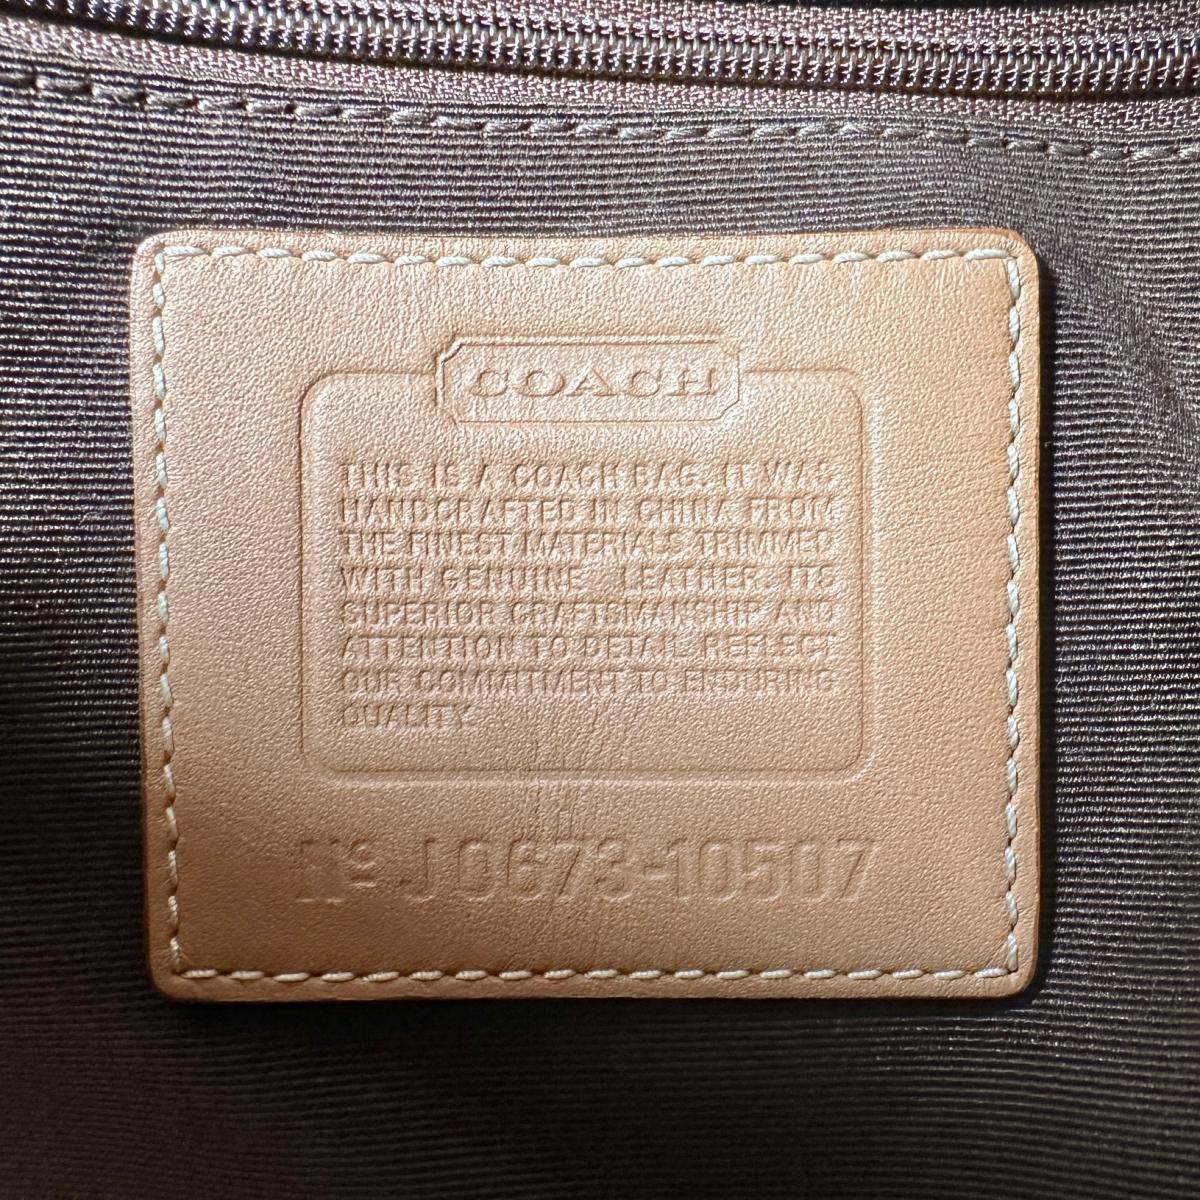 COACH
THIS IS A COACH BAG. IT WAS
HANDCRAFTED IN CHINA FROM
THE FINEST MATERIALS TRIMMED
WITH GENUINE LEATHER. ITS
SUPERIOR CRAFTSMANSHIP AND
ATTENTION TO DETAIL REFLECT
OUR COMMITMENT TO ENDURING
QUALITY.
Nº J0673-10507